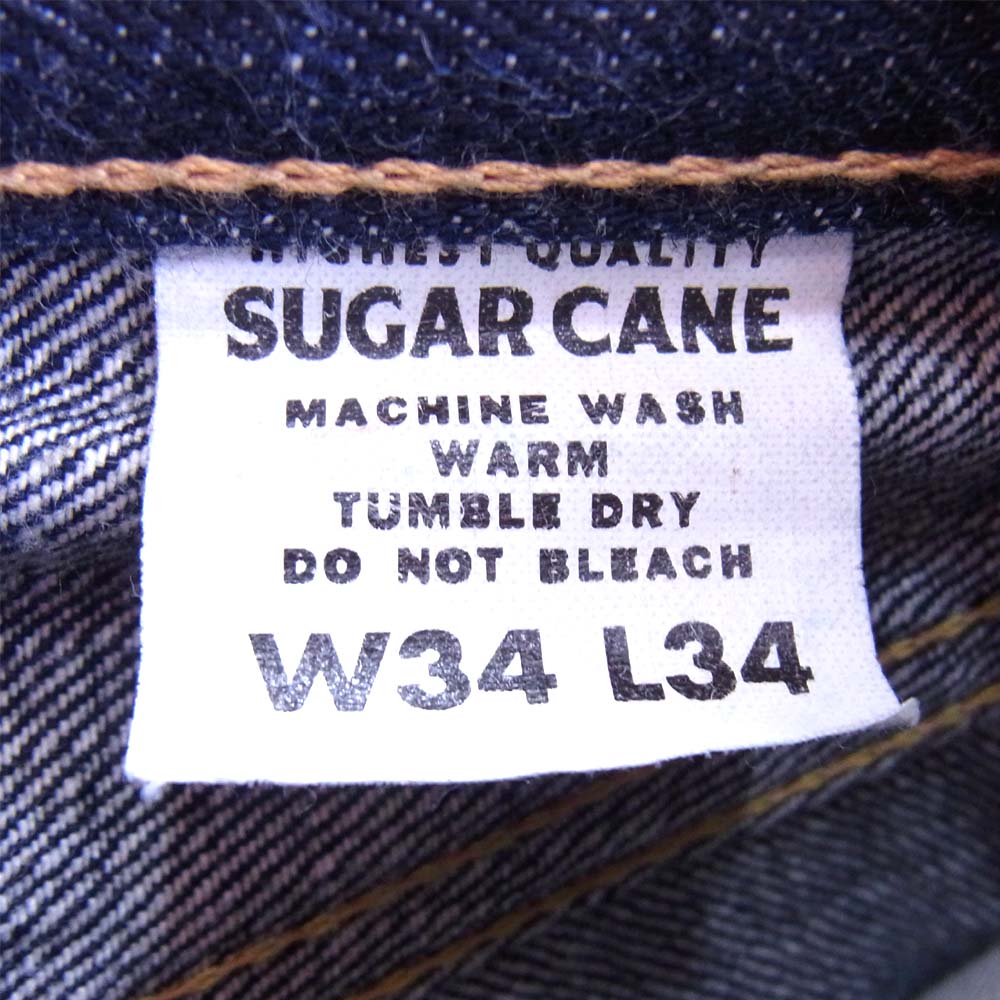 HIGHEST QUALITY
SUGAR CANE
MACHINE WASH
WARM
TUMBLE DRY
DO NOT BLEACH
W34 L34